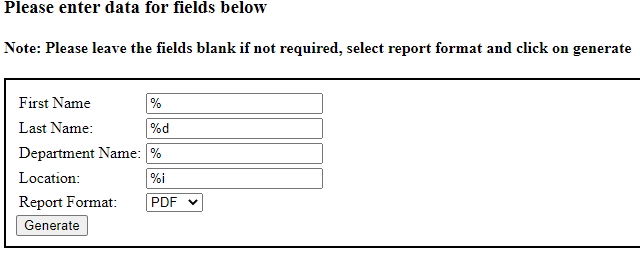 Please enter data for fields below
Note: Please leave the fields blank if not required, select report format and click on generate
First Name %
Last Name: %d
Department Name: %
Location: %i
Report Format: PDF
Generate